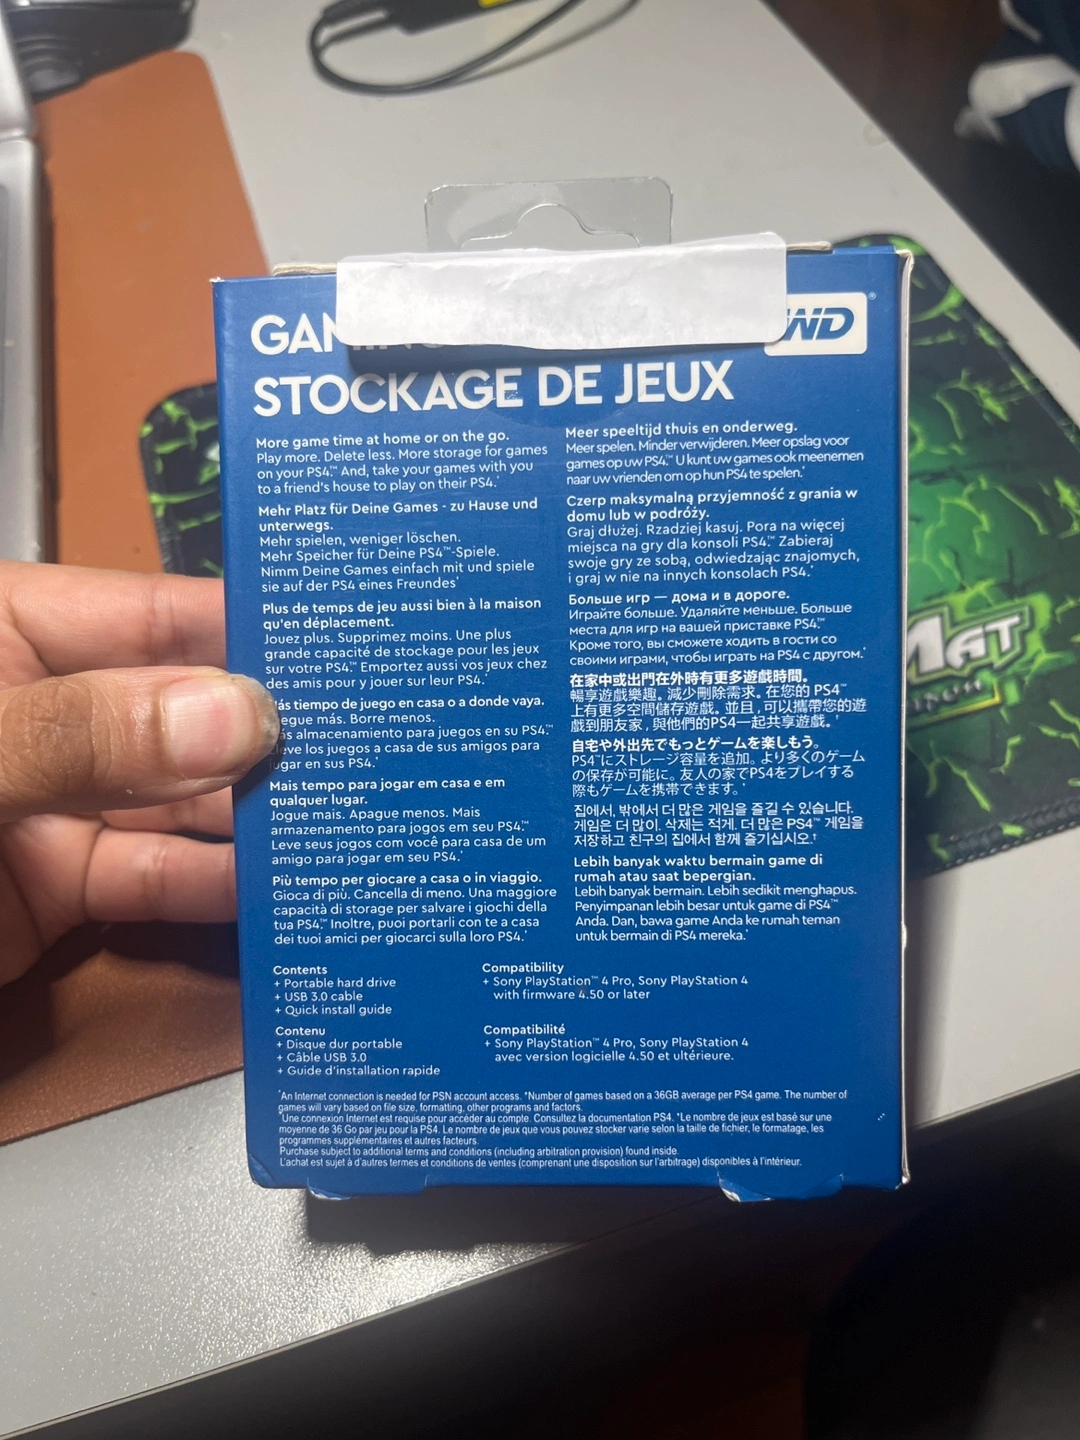 WD
STOCKAGE DE JEUX
More game time at home or on the go.
Play more. Delete less. More storage for games
on your PS4.™ And, take your games with you
to a friend's house to play on their PS4.*
Mehr Platz für Deine Games - zu Hause und
unterwegs.
Mehr spielen, weniger löschen.
Mehr Speicher für Deine PS4™-Spiele.
Nimm Deine Games einfach mit und spiele
sie auf der PS4 eines Freundes*
Plus de temps de jeu aussi bien à la maison
qu'en déplacement.
Jouez plus. Supprimez moins. Une plus
grande capacité de stockage pour les jeux
sur votre PS4.™ Emportez aussi vos jeux chez
des amis pour y jouer sur leur PS4.*
tiempo de juego en casa o a donde vaya.
más. Borre menos.
almacenamiento para juegos en su PS4.™
los juegos a casa de sus amigos para
en sus PS4.*
Mais tempo para jogar em casa e em
qualquer lugar.
Jogue mais. Apague menos. Mais
armazenamento para jogos em seu PS4.™
Leve seus jogos com você para casa de um
amigo para jogar em seu PS4.*
Più tempo per giocare a casa o in viaggio.
Gioca di più. Cancella di meno. Una maggiore
capacità di storage per salvare i giochi della
tua PS4.™ Inoltre, puoi portarli con te a casa
dei tuoi amici per giocarci sulla loro PS4.*
Meer speeltijd thuis en onderweg.
Meer spelen. Minder verwijderen. Meer opslag voor
games op uw PS4.™ U kunt uw games ook meenemen
naar uw vrienden om op hun PS4 te spelen.*
Czerp maksymalną przyjemność z grania w
domu lub w podróży.
Graj dłużej. Rzadziej kasuj. Pora na więcej
miejsca na gry dla konsoli PS4.™ Zabieraj
swoje gry ze sobą, odwiedzając znajomych,
i graj w nie na innych konsolach PS4.*
Больше игр — дома и в дороге.
Играйте больше. Удаляйте меньше. Больше
места для игр на вашей приставке PS4.™
Кроме того, вы сможете ходить в гости со
своими играми, чтобы играть на PS4 с другом.*
在家中或出門在外時有更多遊戲時間。
暢享遊戲樂趣。減少刪除需求。在您的 PS4™
上有更多空間儲存遊戲。並且，可以攜帶您的遊
戲到朋友家，與他們的PS4一起共享遊戲。†
自宅や外出先でもっとゲームを楽しもう。
PS4™にストレージ容量を追加。より多くのゲーム
の保存が可能に。友人の家でPS4をプレイする
際もゲームを携帯できます。*
집에서, 밖에서 더 많은 게임을 즐길 수 있습니다.
게임은 더 많이. 삭제는 적게. 더 많은 PS4™ 게임을
저장하고 친구의 집에서 함께 즐기십시오.†
Lebih banyak waktu bermain game di
rumah atau saat bepergian.
Lebih banyak bermain. Lebih sedikit menghapus.
Penyimpanan lebih besar untuk game di PS4™
Anda. Dan, bawa game Anda ke rumah teman
untuk bermain di PS4 mereka.*
Contents
+ Portable hard drive
+ USB 3.0 cable
+ Quick install guide
Compatibility
+ Sony PlayStation™ 4 Pro, Sony PlayStation 4
with firmware 4.50 or later
Contenu
+ Disque dur portable
+ Câble USB 3.0
+ Guide d'installation rapide
Compatibilité
+ Sony PlayStation™ 4 Pro, Sony PlayStation 4
avec version logicielle 4.50 et ultérieure.
*An Internet connection is needed for PSN account access. *Number of games based on a 36GB average per PS4 game. The number of
games will vary based on file size, formatting, other programs and factors.
*Une connexion Internet est requise pour accéder au compte. Consultez la documentation PS4. *Le nombre de jeux est basé sur une
moyenne de 36 Go par jeu pour la PS4. Le nombre de jeux que vous pouvez stocker varie selon la taille de fichier, le formatage, les
programmes supplémentaires et autres facteurs.
Purchase subject to additional terms and conditions (including arbitration provision) found inside.
L'achat est sujet à d'autres termes et conditions de ventes (comprenant une disposition sur l'arbitrage) disponibles à l'intérieur.